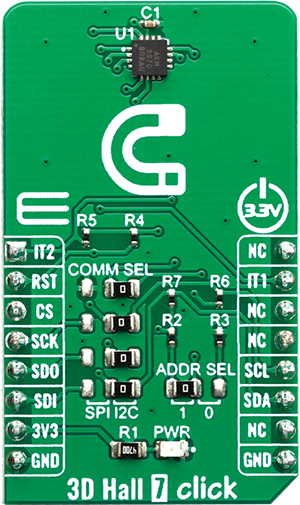 C1
U1
AKM
3.3V
R5 R4
IT2 NC
RST COMM SEL IT1
R7 R6
CS NC
R2 R3
SCK NC
SDO ADDR SEL SCL
SDI SPI I2C 1 0 SDA
3V3 R1 PWR NC
4700
GND GND
3D Hall 7 click